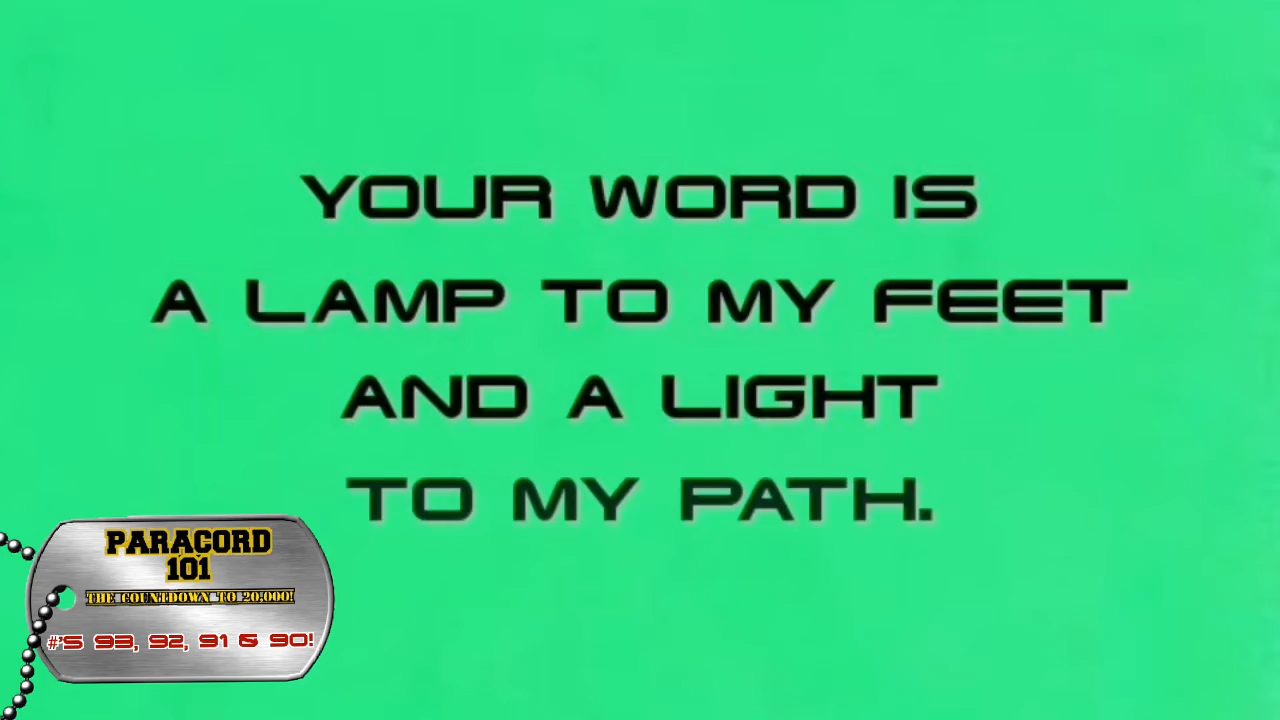 YOUR WORD IS
A LAMP TO MY FEET
AND A LIGHT
TO MY PATH.
PARACORD
101
THE COUNTDOWN TO 20,000!
#'S 93, 92, 91 & 90!